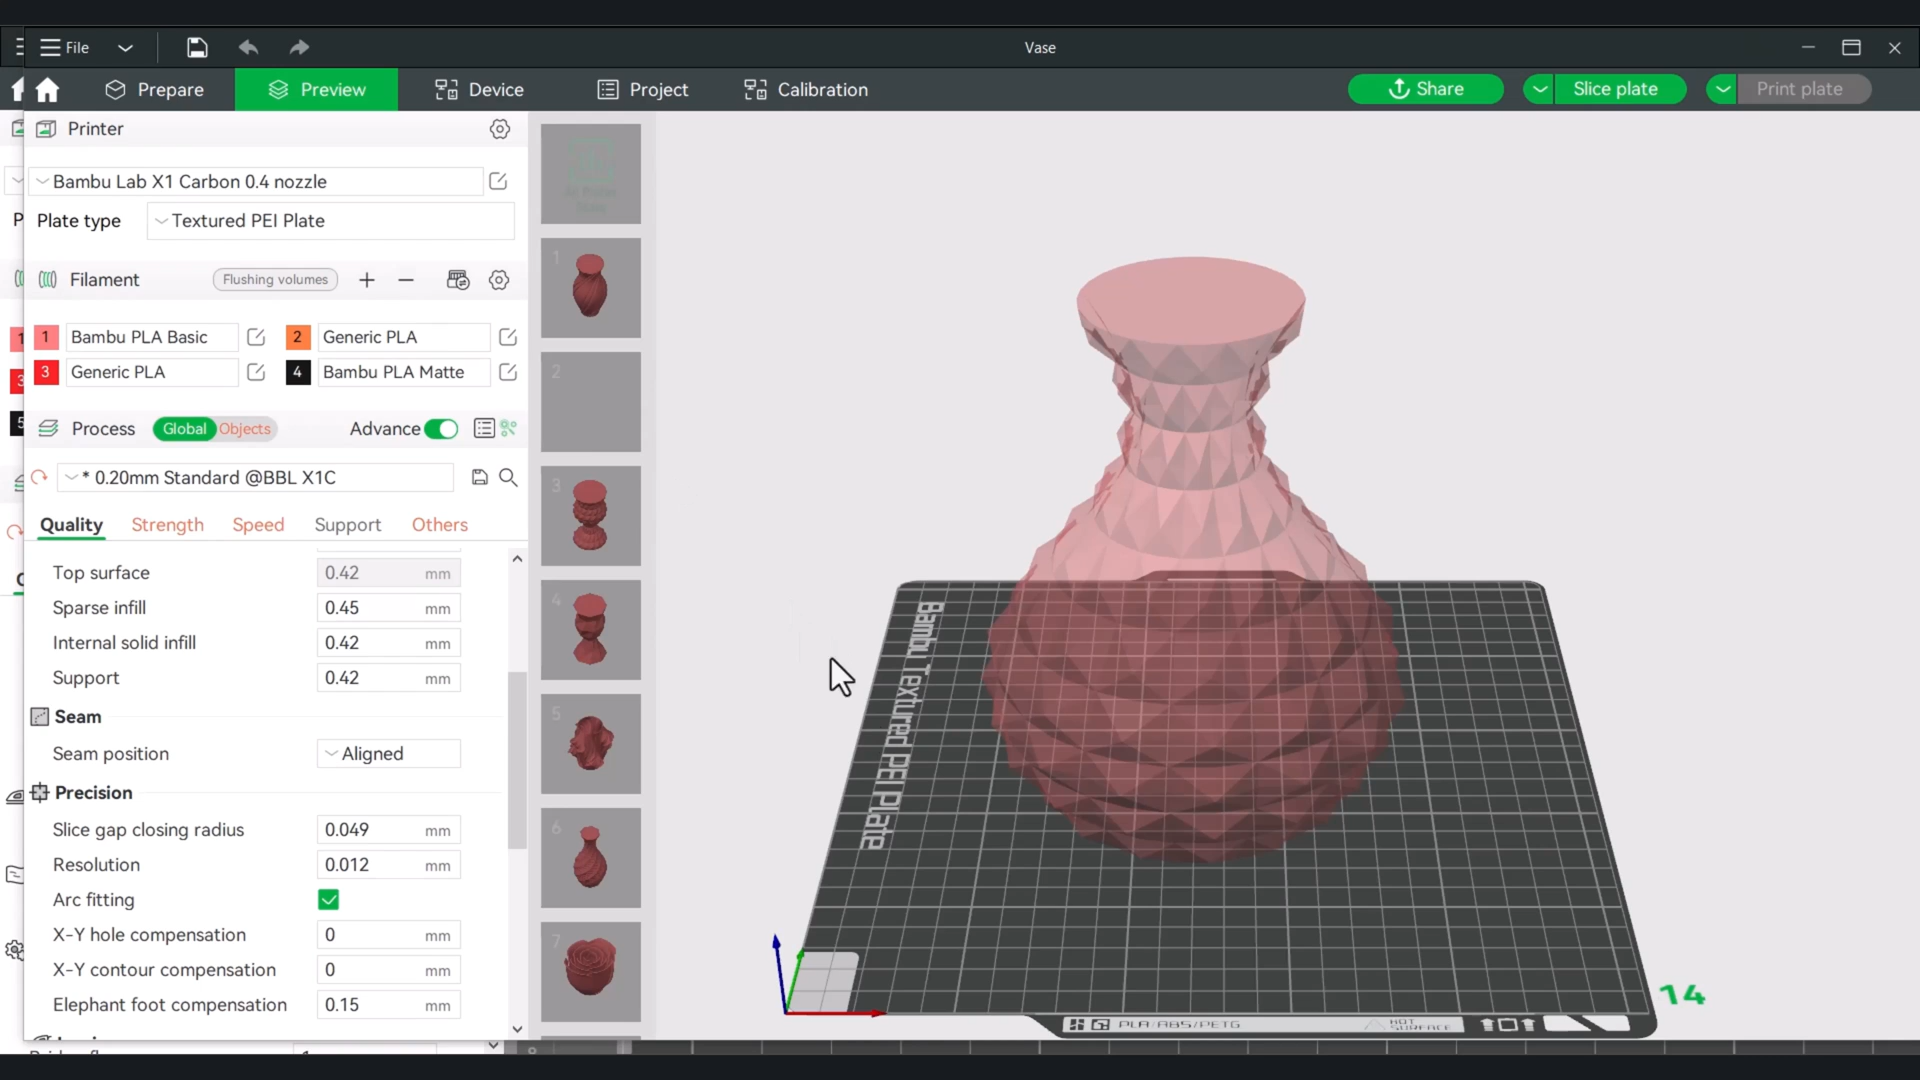 File
Vase
Prepare
Preview
Device
Project
Calibration
Share
Slice plate
Print plate
Printer
Bambu Lab X1 Carbon 0.4 nozzle
Plate type
Textured PEI Plate
Filament
Flushing volumes
1 Bambu PLA Basic
2 Generic PLA
3 Generic PLA
4 Bambu PLA Matte
Process
Global
Objects
Advance
* 0.20mm Standard @BBL X1C
Quality
Strength
Speed
Support
Others
Top surface 0.42 mm
Sparse infill 0.45 mm
Internal solid infill 0.42 mm
Support 0.42 mm
Seam
Seam position Aligned
Precision
Slice gap closing radius 0.049 mm
Resolution 0.012 mm
Arc fitting
X-Y hole compensation 0 mm
X-Y contour compensation 0 mm
Elephant foot compensation 0.15 mm
1
2
3
4
5
6
7
Bambu Textured PEI Plate
PLA/ABS/PETG
HOT
SURFACE
14